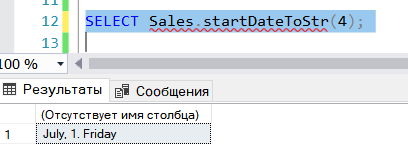 12 SELECT Sales.startDateToStr(4);
13
100 %
Результаты Сообщения
(Отсутствует имя столбца)
1 July, 1. Friday